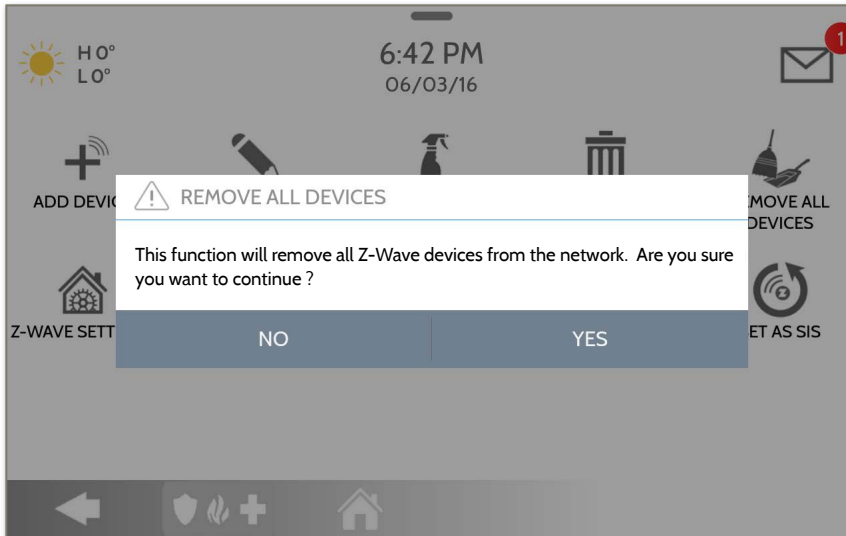 H 0°
L 0°
6:42 PM
06/03/16
1
ADD DEVIC
MOVE ALL
DEVICES
REMOVE ALL DEVICES
This function will remove all Z-Wave devices from the network. Are you sure
you want to continue ?
Z-WAVE SETT
ET AS SIS
NO
YES